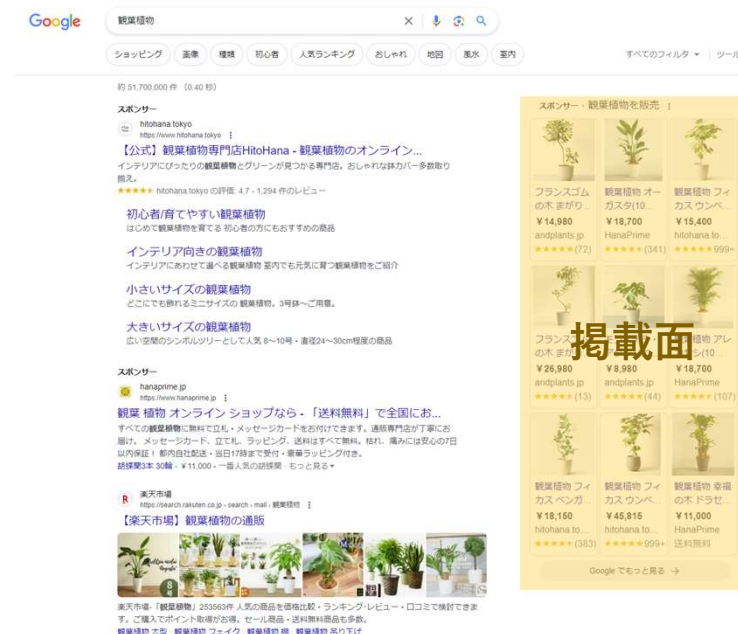 Google
観葉植物
ショッピング 画像 種類 初心者 人気ランキング おしゃれ 地図 風水 室内
すべてのフィルタ ツール
約 51,700,000 件 (0.40 秒)
スポンサー
hitohana.tokyo
https://www.hitohana.tokyo
【公式】観葉植物専門店HitoHana - 観葉植物のオンライン...
インテリアにぴったりの観葉植物とグリーンが見つかる専門店。おしゃれな鉢カバー多数取り
揃え。
★★★★★ hitohana.tokyo の評価: 4.7 - 1,294 件のレビュー
初心者/育てやすい観葉植物
はじめて観葉植物を育てる 初心者の方にもおすすめの商品
インテリア向きの観葉植物
インテリアにあわせて選べる観葉植物 室内でも元気に育つ観葉植物をご紹介
小さいサイズの観葉植物
どこにでも飾れるミニサイズの 観葉植物。3号鉢〜ご用意。
大きいサイズの観葉植物
広い空間のシンボルツリーとして人気 8〜10号・直径24〜30cm程度の商品
スポンサー
hanaprime.jp
https://www.hanaprime.jp
観葉 植物 オンライン ショップなら - 「送料無料」で全国にお...
すべての観葉植物に無料で立札・メッセージカードをお付けできます。通販専門店が丁寧にお
届け。 メッセージカード、立て札、ラッピング、送料はすべて無料。枯れ、痛みには安心の7日
以内保証！ 都内自社配送・当日17時まで受付・豪華ラッピング付き。
胡蝶蘭3本 30輪 - ¥11,000 - 一番人気の胡蝶蘭 · もっと見る
R 楽天市場
https://search.rakuten.co.jp › search › mall › 観葉植物
【楽天市場】観葉植物の通販
楽天市場-「観葉植物」253563件 人気の商品を価格比較・ランキング・レビュー・口コミで検討できま
す。ご購入でポイント取得がお得。セール商品・送料無料商品も多数。
観葉植物 大型 · 観葉植物 フェイク · 観葉植物 棚 · 観葉植物 吊り下げ
スポンサー · 観葉植物を販売
フランスゴム 観葉植物 オー 観葉植物 フィ
の木 まがり... ガスタ(10... カス ウンベ...
¥14,980 ¥18,700 ¥15,400
andplants.jp HanaPrime hitohana.to...
★★★★★(72) ★★★★★(341) ★★★★★999+
掲載面
¥26,980 ¥8,980 ¥18,700
andplants.jp andplants.jp HanaPrime
★★★★★(13) ★★★★★(44) ★★★★★(107)
観葉植物 フィ 観葉植物 フィ 観葉植物 幸福
カス ベンガ... カス ウンベ... の木 ドラセ...
¥18,150 ¥45,815 ¥11,000
hitohana.to... hitohana.to... HanaPrime
★★★★★(383) ★★★★★999+ 送料無料
Google でもっと見る →